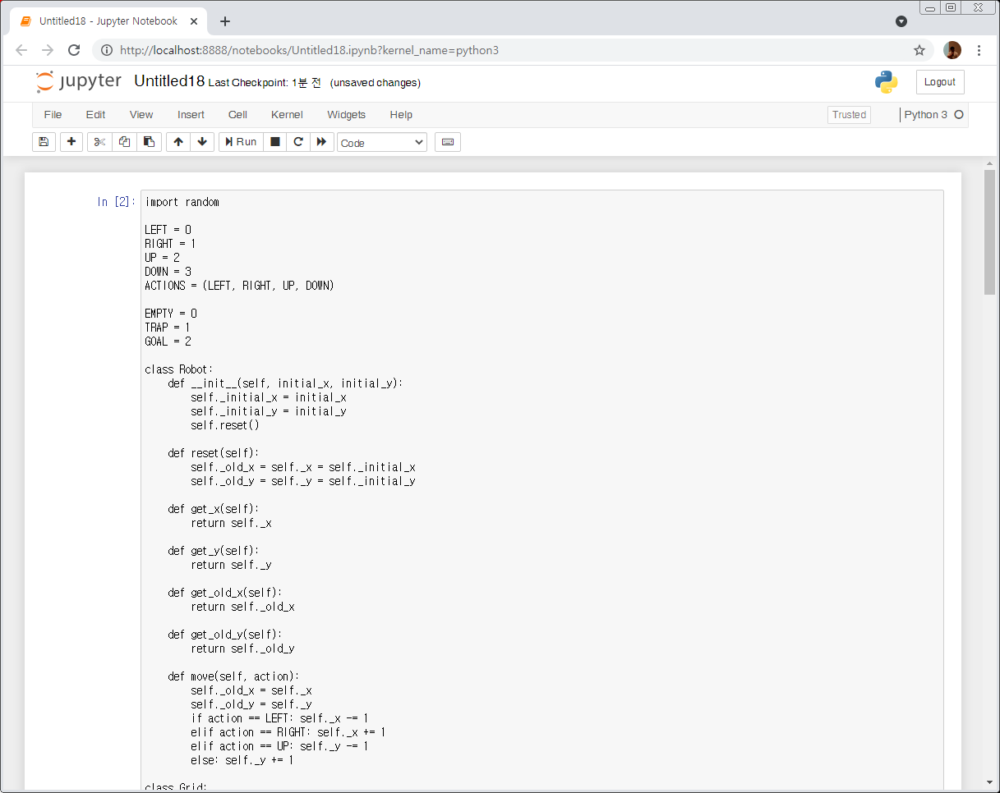 Untitled18 - Jupyter Notebook
http://localhost:8888/notebooks/Untitled18.ipynb?kernel_name=python3
jupyter Untitled18 Last Checkpoint: 1분 전 (unsaved changes) Logout
File Edit View Insert Cell Kernel Widgets Help Trusted Python 3
Run Code
In [2]: import random
LEFT = 0
RIGHT = 1
UP = 2
DOWN = 3
ACTIONS = (LEFT, RIGHT, UP, DOWN)
EMPTY = 0
TRAP = 1
GOAL = 2
class Robot:
    def __init__(self, initial_x, initial_y):
        self._initial_x = initial_x
        self._initial_y = initial_y
        self.reset()
    def reset(self):
        self._old_x = self._x = self._initial_x
        self._old_y = self._y = self._initial_y
    def get_x(self):
        return self._x
    def get_y(self):
        return self._y
    def get_old_x(self):
        return self._old_x
    def get_old_y(self):
        return self._old_y
    def move(self, action):
        self._old_x = self._x
        self._old_y = self._y
        if action == LEFT: self._x -= 1
        elif action == RIGHT: self._x += 1
        elif action == UP: self._y -= 1
        else: self._y += 1
class Grid: